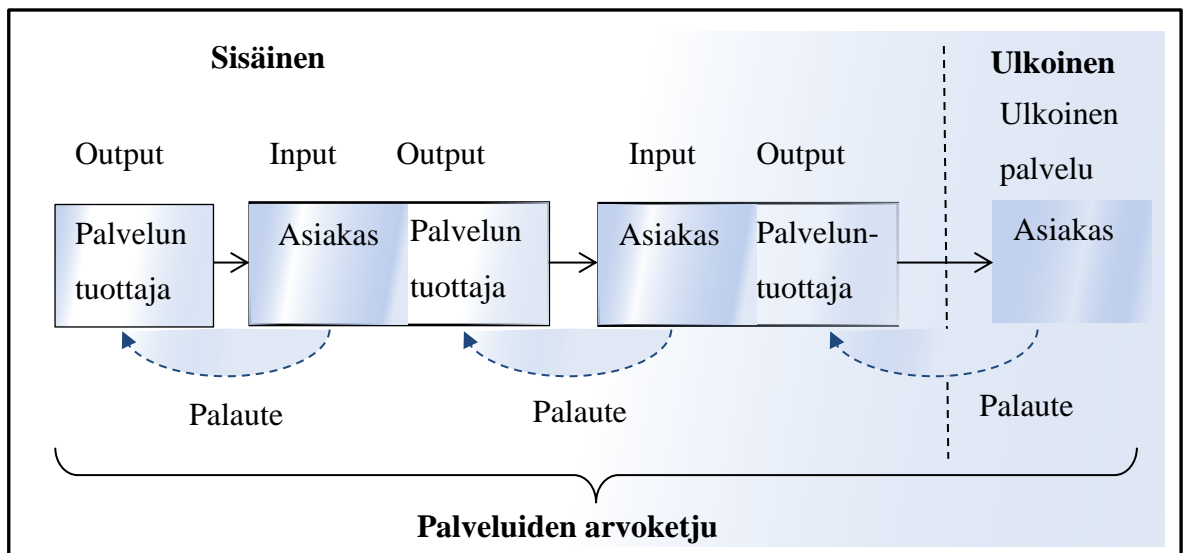 Sisäinen
Ulkoinen
Ulkoinen
palvelu
Output
Input
Output
Input
Output
Palvelun
tuottaja
Asiakas
Palvelun
tuottaja
Asiakas
Palvelun-
tuottaja
Asiakas
Palaute
Palaute
Palaute
Palveluiden arvoketju